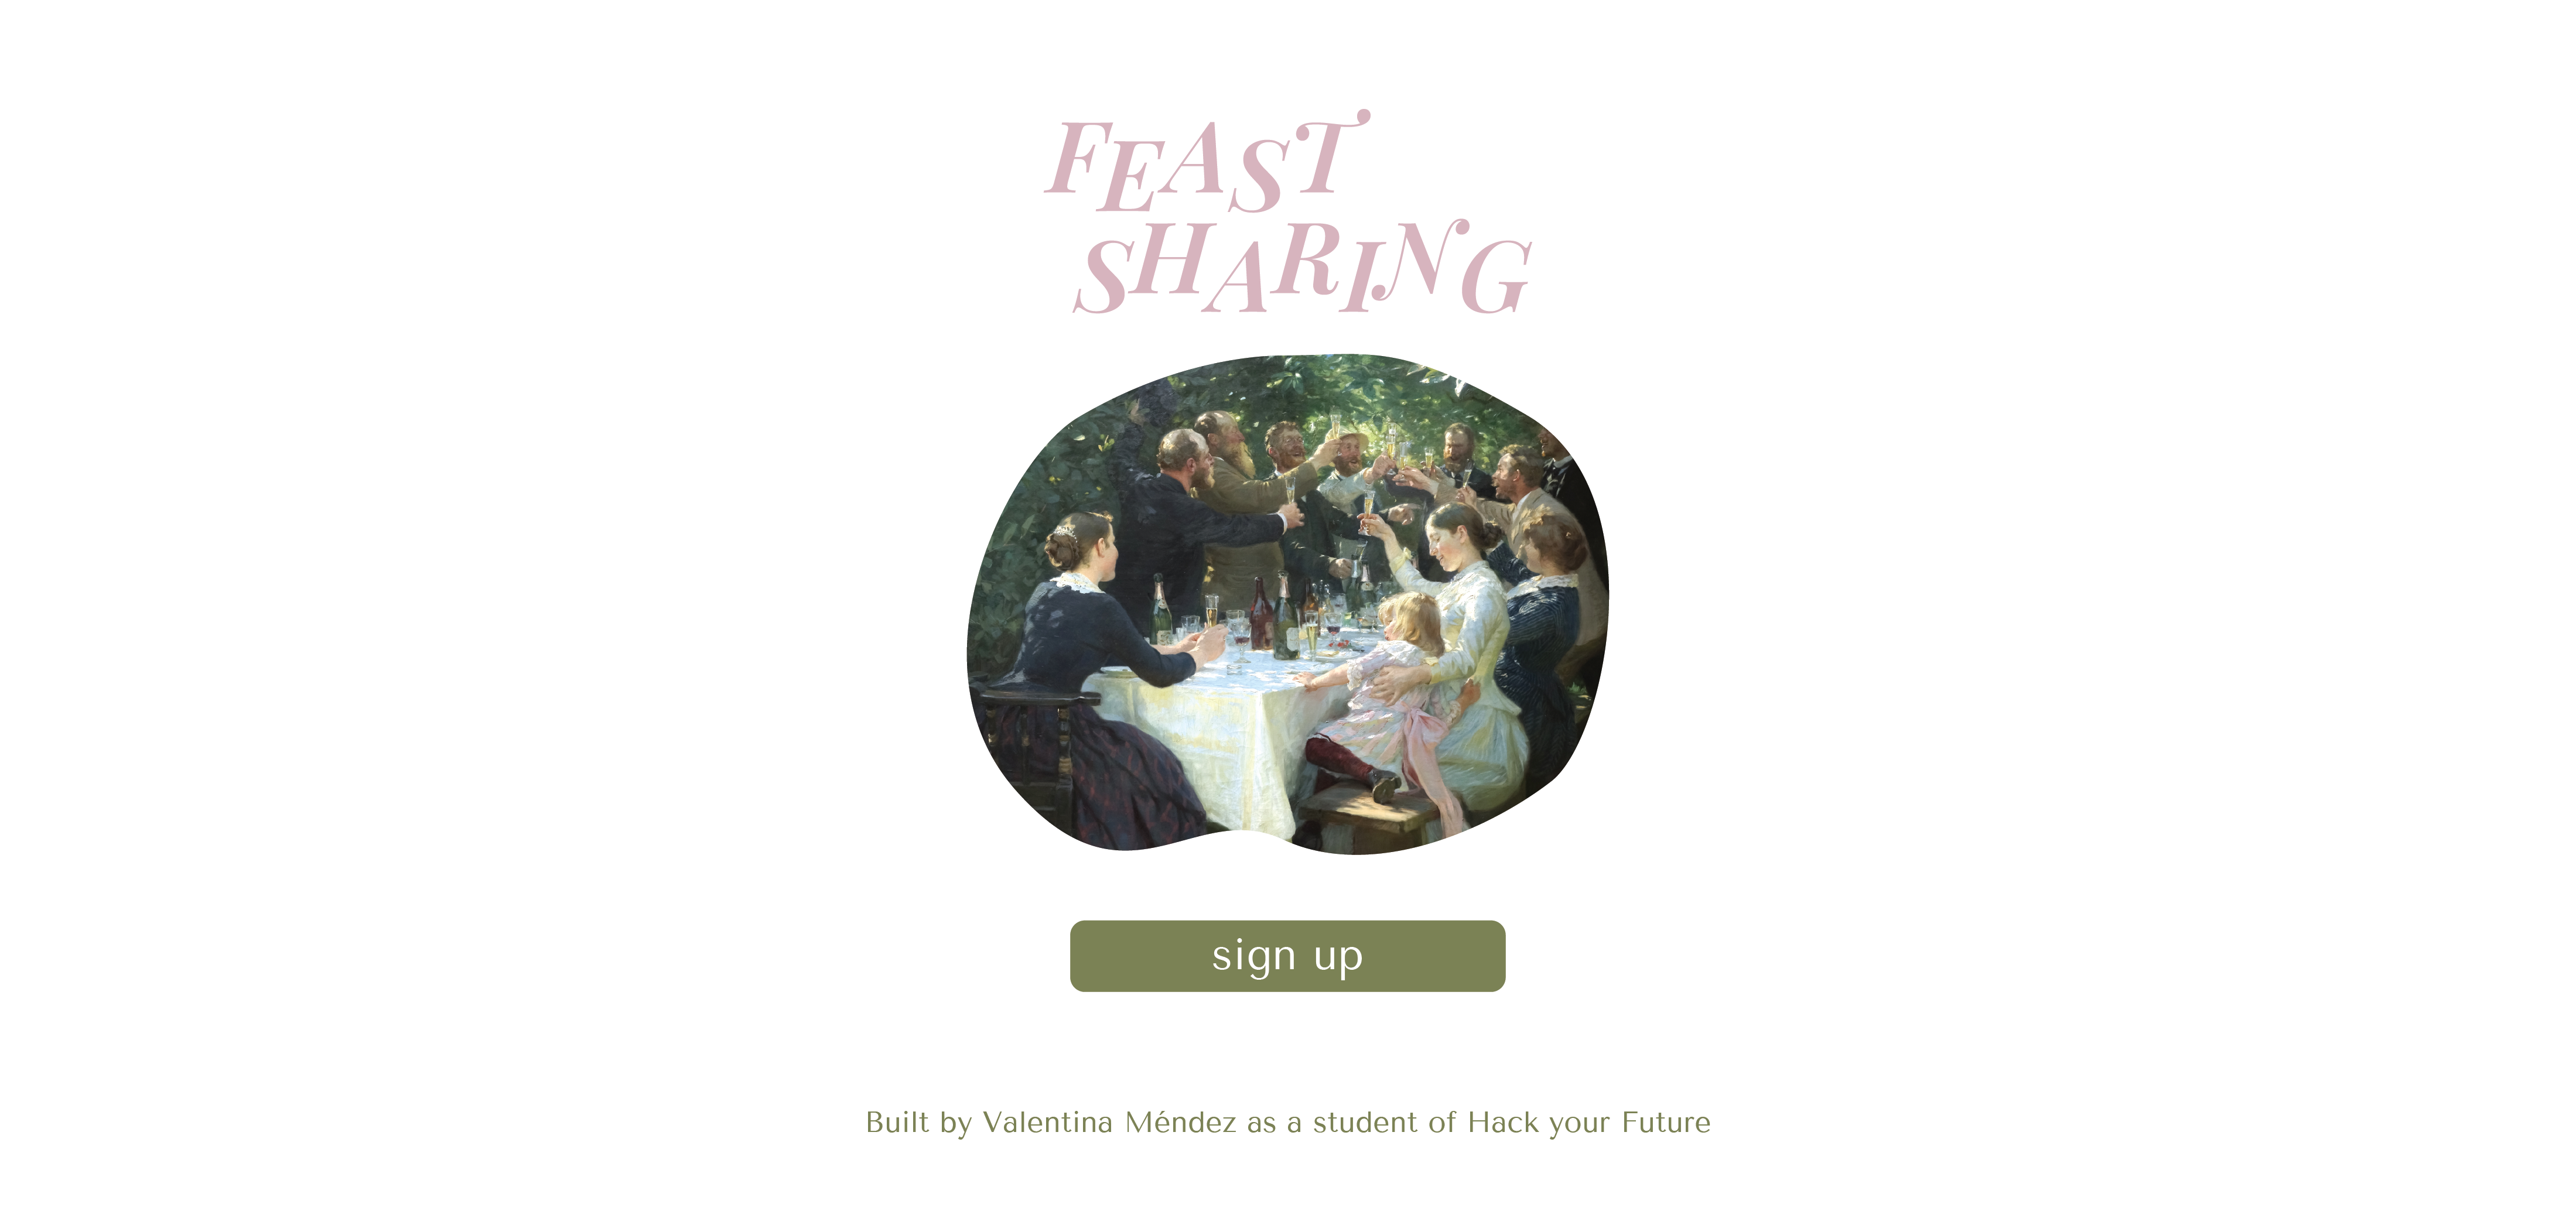 FEAST
SHARING
sign up
Built by Valentina Méndez as a student of Hack your Future